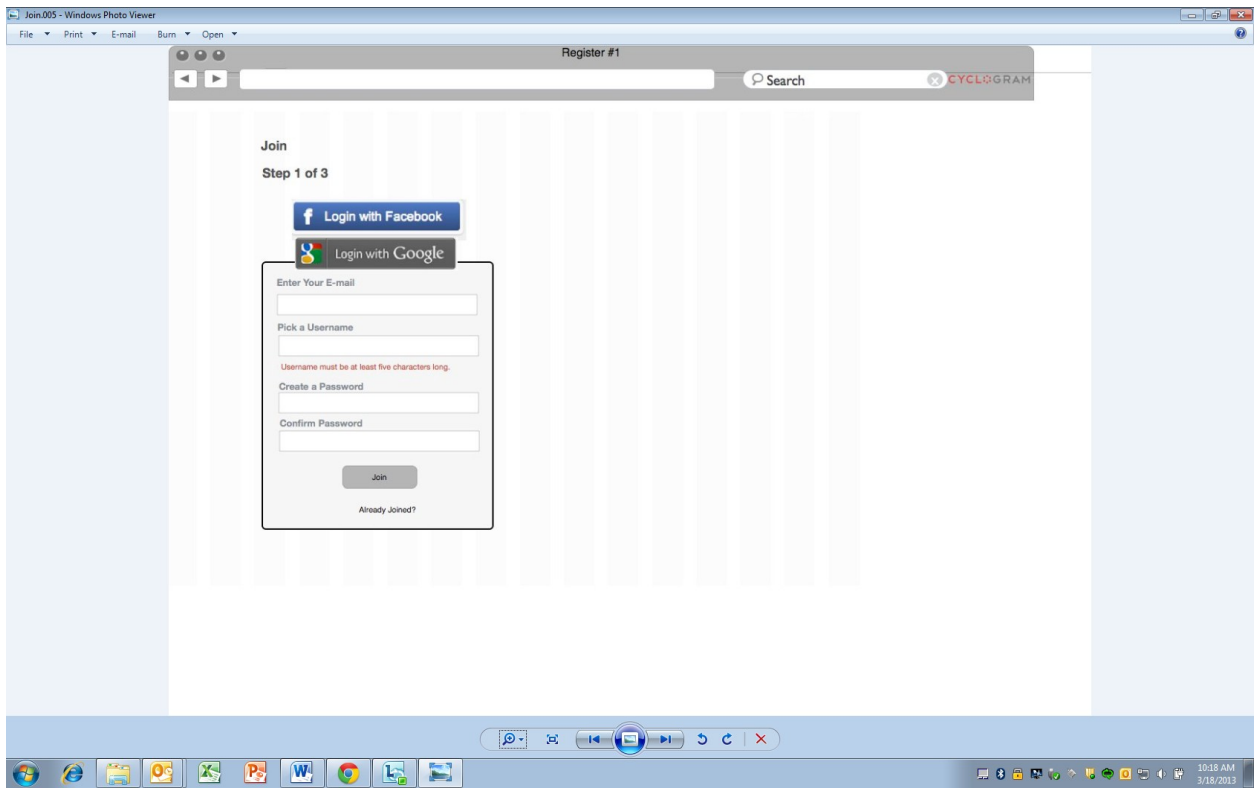 Join.005 - Windows Photo Viewer
File Print E-mail Burn Open
Register #1
Search
CYCLOGRAM
Join
Step 1 of 3
f Login with Facebook
Login with Google
Enter Your E-mail
Pick a Username
Username must be at least five characters long.
Create a Password
Confirm Password
Join
Already Joined?
10:18 AM
3/18/2013